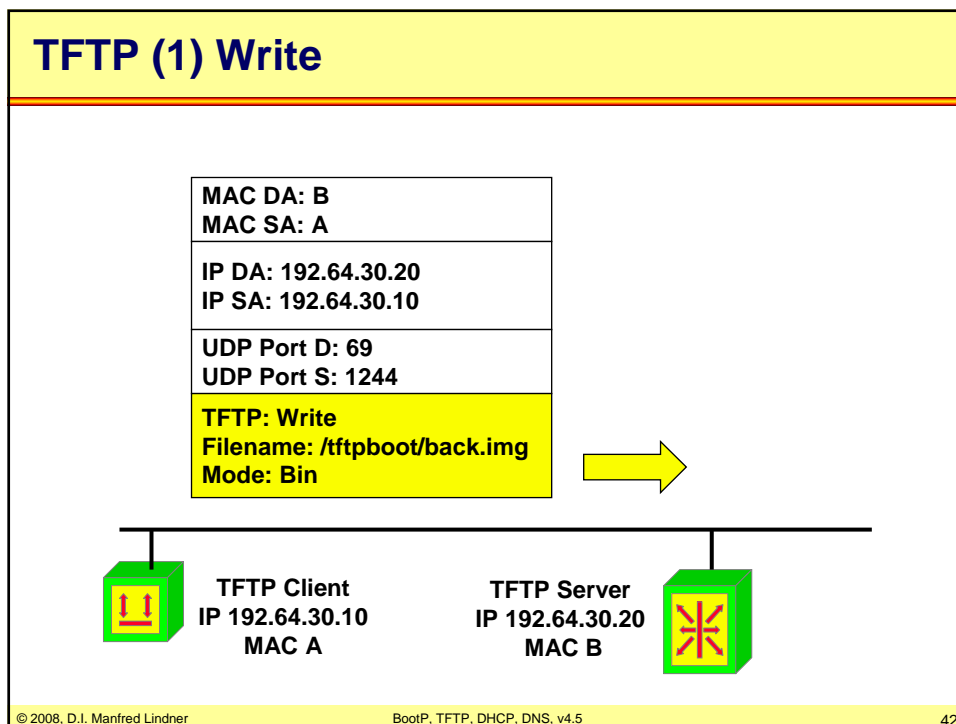 TFTP (1) Write
MAC DA: B
MAC SA: A
IP DA: 192.64.30.20
IP SA: 192.64.30.10
UDP Port D: 69
UDP Port S: 1244
TFTP: Write
Filename: /tftpboot/back.img
Mode: Bin
TFTP Client
IP 192.64.30.10
MAC A
TFTP Server
IP 192.64.30.20
MAC B
© 2008, D.I. Manfred Lindner
BootP, TFTP, DHCP, DNS, v4.5
42